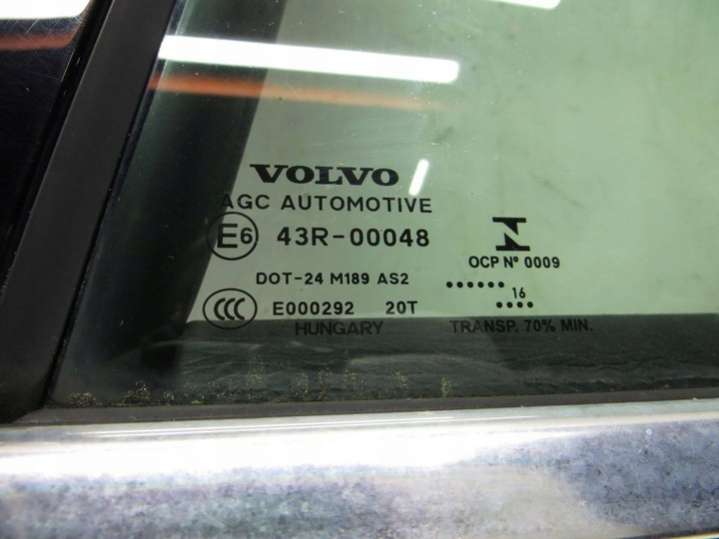 VOLVO
AGC AUTOMOTIVE
E6 43R-00048
OCP Nº 0009
DOT-24 M189 AS2
16
CCC E000292 20T
HUNGARY TRANSP. 70% MIN.